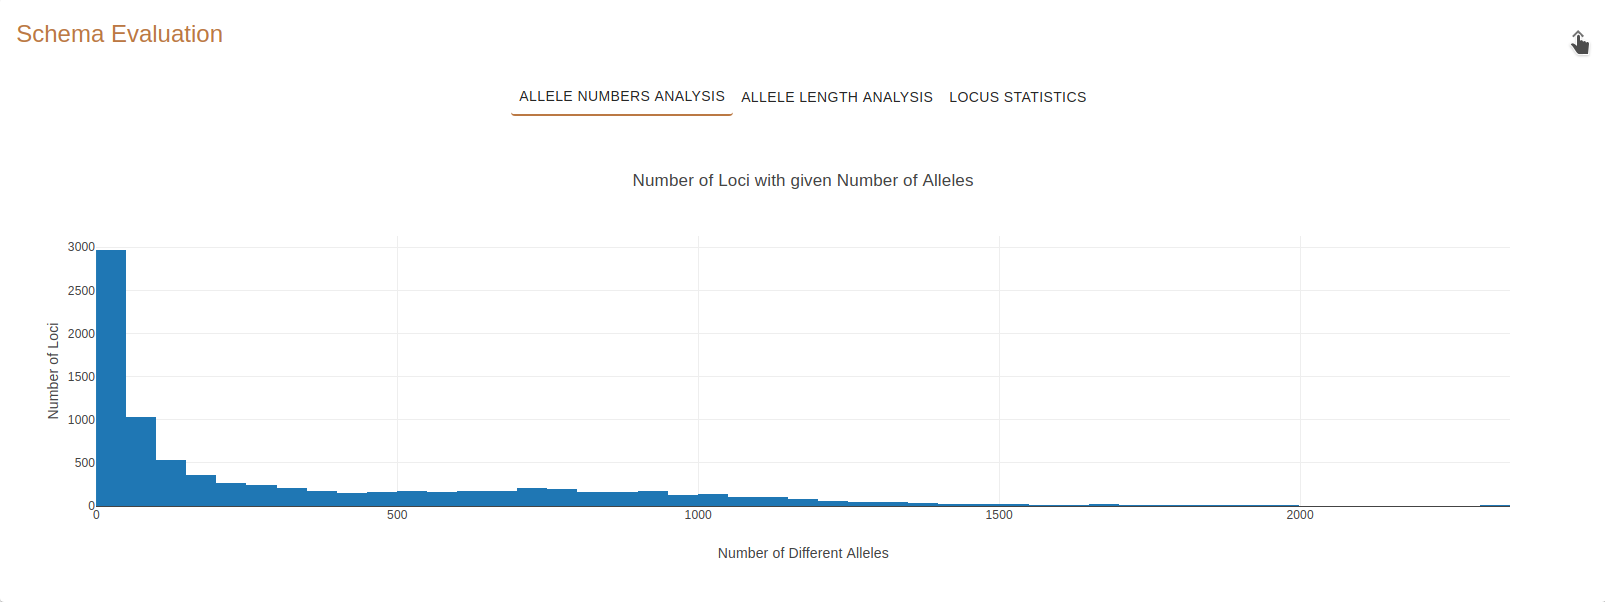 Schema Evaluation
ALLELE NUMBERS ANALYSIS ALLELE LENGTH ANALYSIS LOCUS STATISTICS
Number of Loci with given Number of Alleles
Number of Loci
3000
2500
2000
1500
1000
500
0
0 500 1000 1500 2000
Number of Different Alleles